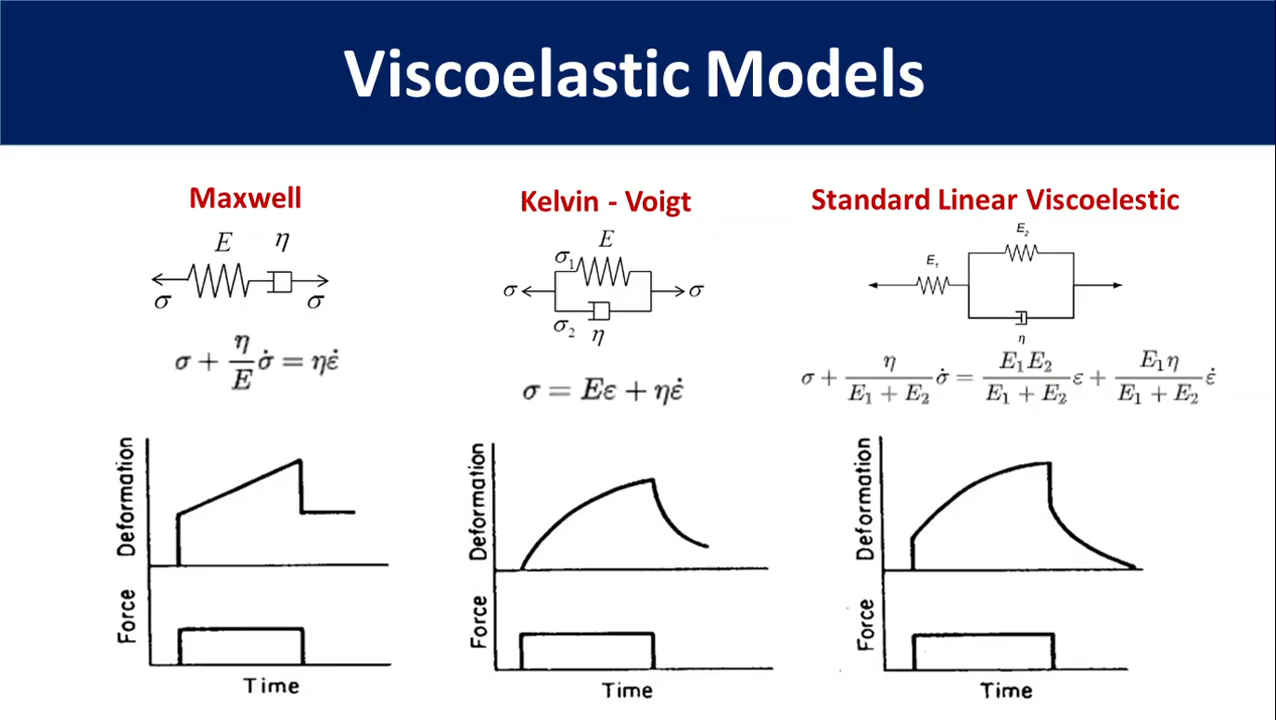 Viscoelastic Models
Maxwell
E η
σ σ
σ + η/E σ̇ = ηε̇
Deformation
Force
Time
Kelvin - Voigt
E
σ₁
σ σ
σ₂ η
σ = Eε + ηε̇
Deformation
Force
Time
Standard Linear Viscoelestic
E₂
E₁
η
σ + η/(E₁ + E₂) σ̇ = E₁E₂/(E₁ + E₂) ε + E₁η/(E₁ + E₂) ε̇
Deformation
Force
Time